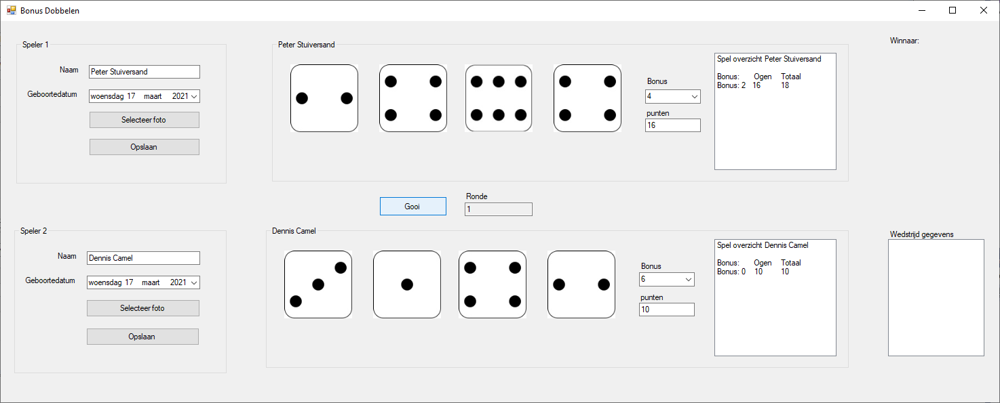 Bonus Dobbelen
Speler 1
Naam
Peter Stuiversand
Geboortedatum
woensdag 17 maart 2021
Selecteer foto
Opslaan
Peter Stuiversand
Bonus
4
punten
16
Spel overzicht Peter Stuiversand
Bonus: Ogen Totaal
Bonus: 2 16 18
Winnaar:
Gooi
Ronde
1
Speler 2
Naam
Dennis Camel
Geboortedatum
woensdag 17 maart 2021
Selecteer foto
Opslaan
Dennis Camel
Bonus
6
punten
10
Spel overzicht Dennis Camel
Bonus: Ogen Totaal
Bonus: 0 10 10
Wedstrijd gegevens